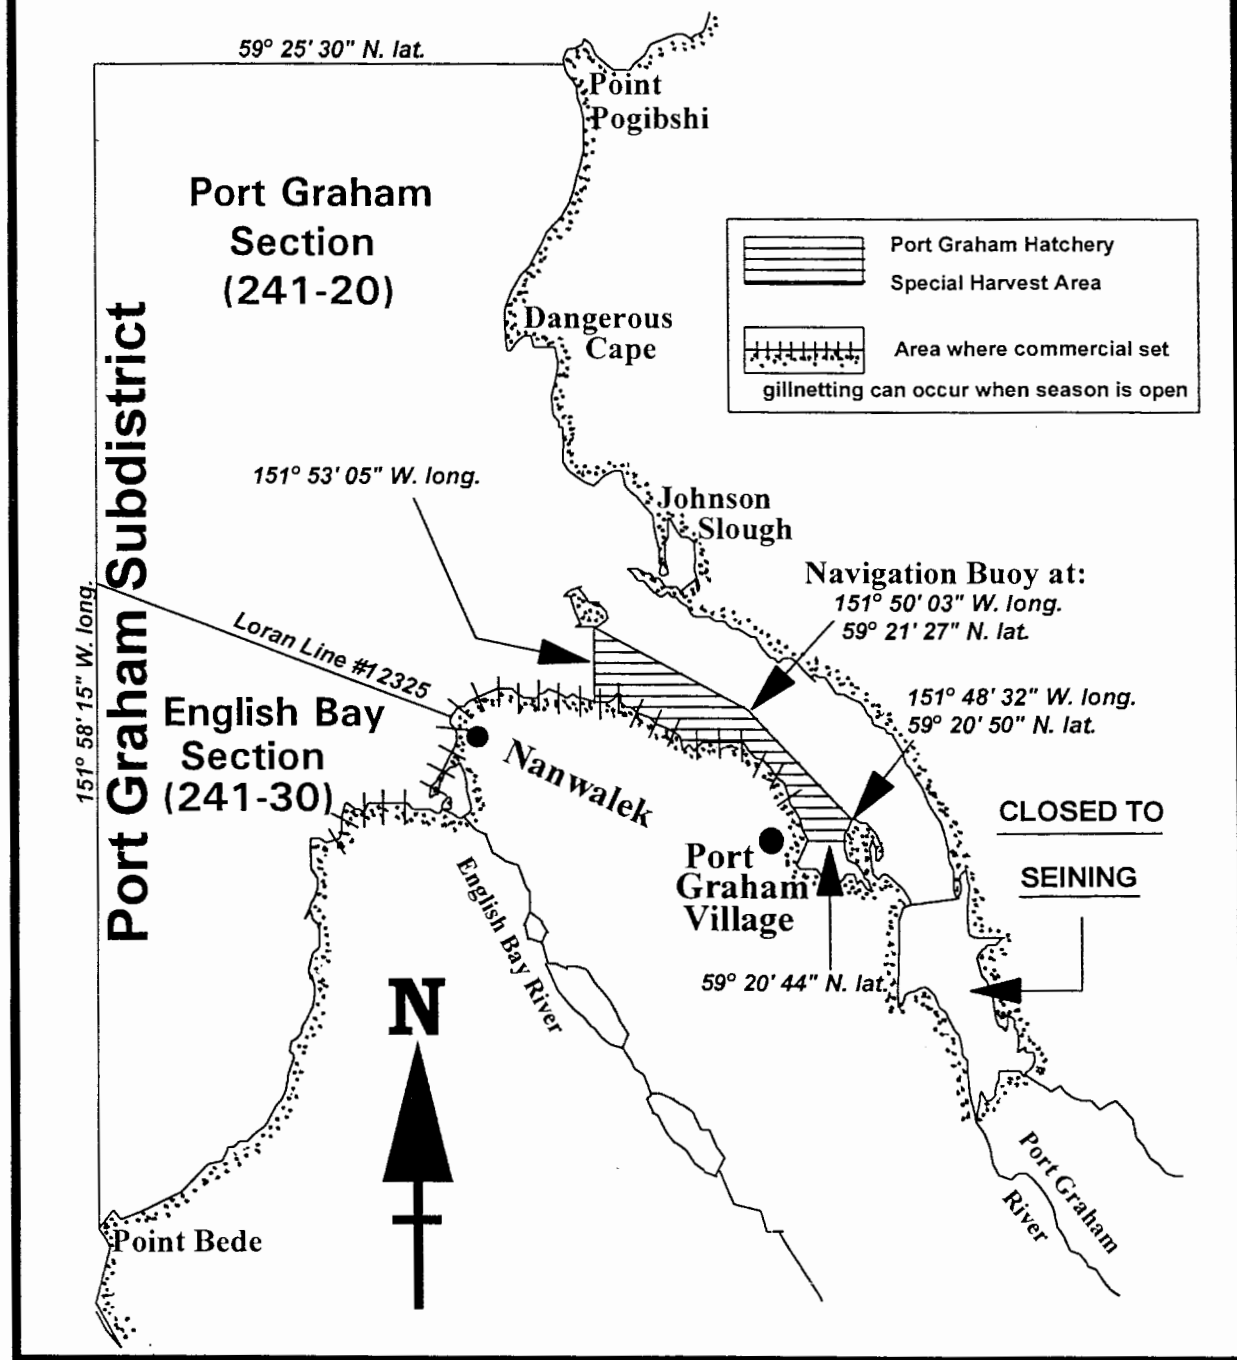 59° 25' 30" N. lat.
Point
Pogibshi
Port Graham
Section
(241-20)
Port Graham Hatchery
Special Harvest Area
Area where commercial set
gillnetting can occur when season is open
Dangerous
Cape
Port Graham Subdistrict
151° 53' 05" W. long.
Johnson
Slough
Navigation Buoy at:
151° 50' 03" W. long.
59° 21' 27" N. lat.
151° 58' 15" W. long.
Loran Line #12325
English Bay
Section
(241-30)
Nanwalek
151° 48' 32" W. long.
59° 20' 50" N. lat.
CLOSED TO
SEINING
Port
Graham
Village
English Bay River
59° 20' 44" N. lat.
N
Port Graham
River
Point Bede